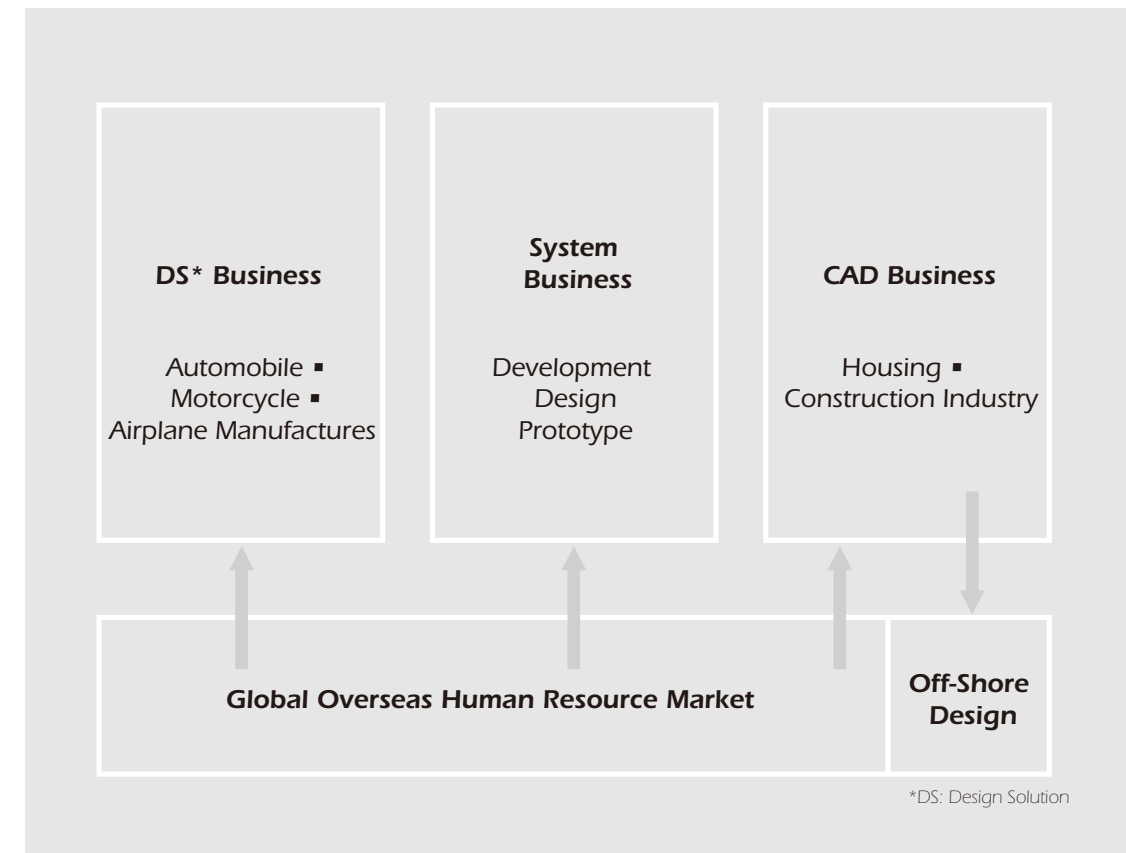 DS* Business
Automobile ▪
Motorcycle ▪
Airplane Manufactures
System
Business
Development
Design
Prototype
CAD Business
Housing ▪
Construction Industry
Global Overseas Human Resource Market
Off-Shore
Design
*DS: Design Solution